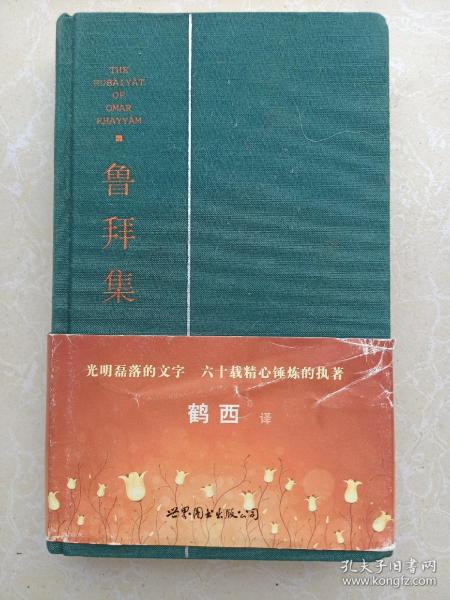 THE
RUBÁIYÁT
OF
OMAR
KHAYYÁM
鲁拜集
光明磊落的文字 六十载精心锤炼的执著
鹤西 译
世界图书出版公司
孔夫子旧书网
www.kongfz.com